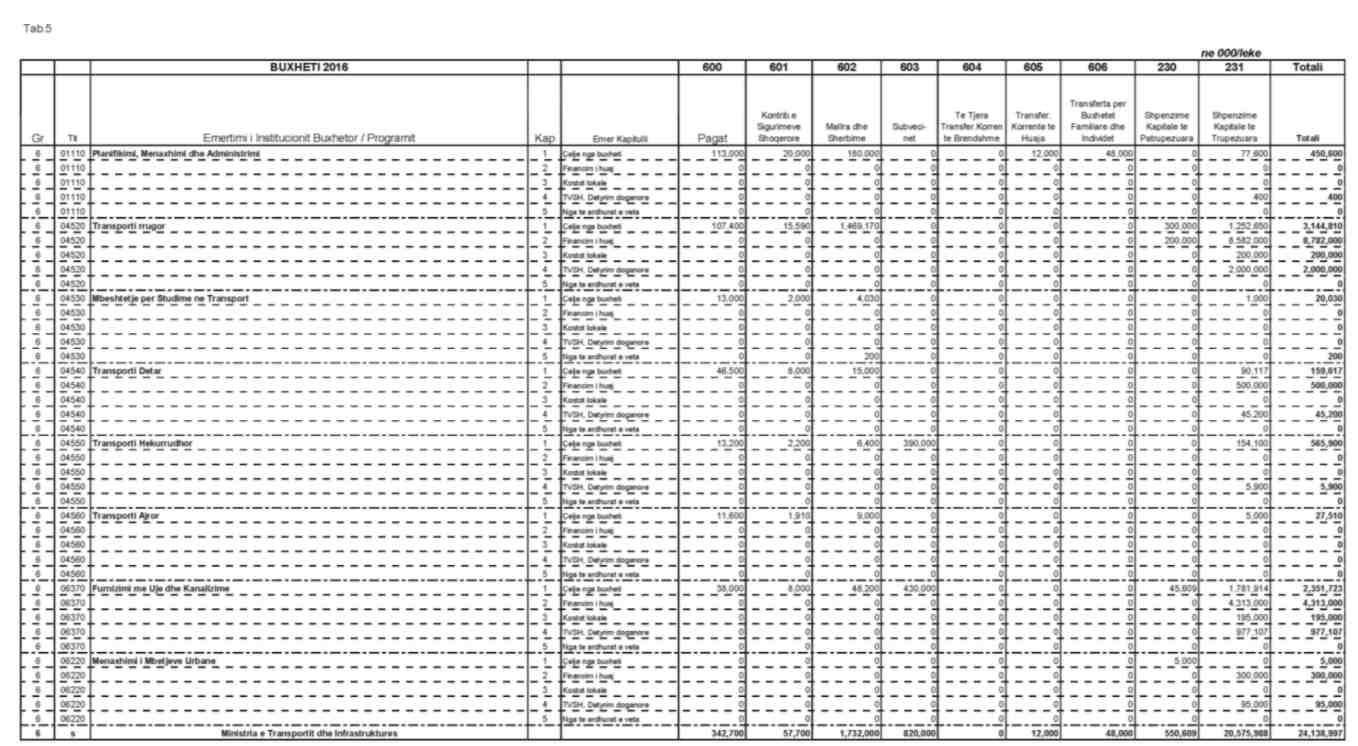 Tab.5
ne 000/leke
BUXHETI 2016 600 601 602 603 604 605 606 230 231 Totali
Gr Tit Emertimi i Institucionit Buxhetor / Programit Kap Emer Kapitulli Pagat Kontrib.e Sigurimeve Shoqerore Mallra dhe Sherbime Subvecionet Te Tjera Transfer.Korren te Brendshme Transfer. Korrente te Huaja Transferta per Buxhetet Familiare dhe Individet Shpenzime Kapitale te Patrupezuara Shpenzime Kapitale te Trupezuara Totali
6 01110 Planifikimi, Menaxhimi dhe Administrimi 1 Celje nga buxheti 113,000 20,000 180,000 0 0 12,000 48,000 0 77,600 450,600
6 01110 2 Financim i huaj 0 0 0 0 0 0 0 0 0 0
6 01110 3 Kostot lokale 0 0 0 0 0 0 0 0 0 0
6 01110 4 TVSH, Detyrim doganore 0 0 0 0 0 0 0 0 400 400
6 01110 5 Nga te ardhurat e veta 0 0 0 0 0 0 0 0 0 0
6 04520 Transporti rrugor 1 Celje nga buxheti 107,400 15,590 1,469,170 0 0 0 0 300,000 1,252,650 3,144,810
6 04520 2 Financim i huaj 0 0 0 0 0 0 0 200,000 8,582,000 8,782,000
6 04520 3 Kostot lokale 0 0 0 0 0 0 0 0 200,000 200,000
6 04520 4 TVSH, Detyrim doganore 0 0 0 0 0 0 0 0 2,000,000 2,000,000
6 04520 5 Nga te ardhurat e veta 0 0 0 0 0 0 0 0 0 0
6 04530 Mbeshtetje per Studime ne Transport 1 Celje nga buxheti 13,000 2,000 4,030 0 0 0 0 0 1,000 20,030
6 04530 2 Financim i huaj 0 0 0 0 0 0 0 0 0 0
6 04530 3 Kostot lokale 0 0 0 0 0 0 0 0 0 0
6 04530 4 TVSH, Detyrim doganore 0 0 0 0 0 0 0 0 0 0
6 04530 5 Nga te ardhurat e veta 0 0 200 0 0 0 0 0 0 200
6 04540 Transporti Detar 1 Celje nga buxheti 46,500 8,000 15,000 0 0 0 0 0 90,117 159,617
6 04540 2 Financim i huaj 0 0 0 0 0 0 0 0 500,000 500,000
6 04540 3 Kostot lokale 0 0 0 0 0 0 0 0 0 0
6 04540 4 TVSH, Detyrim doganore 0 0 0 0 0 0 0 0 45,200 45,200
6 04540 5 Nga te ardhurat e veta 0 0 0 0 0 0 0 0 0 0
6 04550 Transporti Hekurrudhor 1 Celje nga buxheti 13,200 2,200 6,400 390,000 0 0 0 0 154,100 565,900
6 04550 2 Financim i huaj 0 0 0 0 0 0 0 0 0 0
6 04550 3 Kostot lokale 0 0 0 0 0 0 0 0 0 0
6 04550 4 TVSH, Detyrim doganore 0 0 0 0 0 0 0 0 5,900 5,900
6 04550 5 Nga te ardhurat e veta 0 0 0 0 0 0 0 0 0 0
6 04560 Transporti Ajror 1 Celje nga buxheti 11,600 1,910 9,000 0 0 0 0 0 5,000 27,510
6 04560 2 Financim i huaj 0 0 0 0 0 0 0 0 0 0
6 04560 3 Kostot lokale 0 0 0 0 0 0 0 0 0 0
6 04560 4 TVSH, Detyrim doganore 0 0 0 0 0 0 0 0 0 0
6 04560 5 Nga te ardhurat e veta 0 0 0 0 0 0 0 0 0 0
6 06370 Furnizimi me Uje dhe Kanalizime 1 Celje nga buxheti 38,000 8,000 48,200 430,000 0 0 0 45,609 1,781,914 2,351,723
6 06370 2 Financim i huaj 0 0 0 0 0 0 0 0 4,313,000 4,313,000
6 06370 3 Kostot lokale 0 0 0 0 0 0 0 0 195,000 195,000
6 06370 4 TVSH, Detyrim doganore 0 0 0 0 0 0 0 0 977,107 977,107
6 06370 5 Nga te ardhurat e veta 0 0 0 0 0 0 0 0 0 0
6 06220 Menaxhimi i Mbetjeve Urbane 1 Celje nga buxheti 0 0 0 0 0 0 0 5,000 0 5,000
6 06220 2 Financim i huaj 0 0 0 0 0 0 0 0 300,000 300,000
6 06220 3 Kostot lokale 0 0 0 0 0 0 0 0 0 0
6 06220 4 TVSH, Detyrim doganore 0 0 0 0 0 0 0 0 95,000 95,000
6 06220 5 Nga te ardhurat e veta 0 0 0 0 0 0 0 0 0 0
6 s Ministria e Transportit dhe Infrastruktures 342,700 57,700 1,732,000 820,000 0 12,000 48,000 550,609 20,575,988 24,138,997